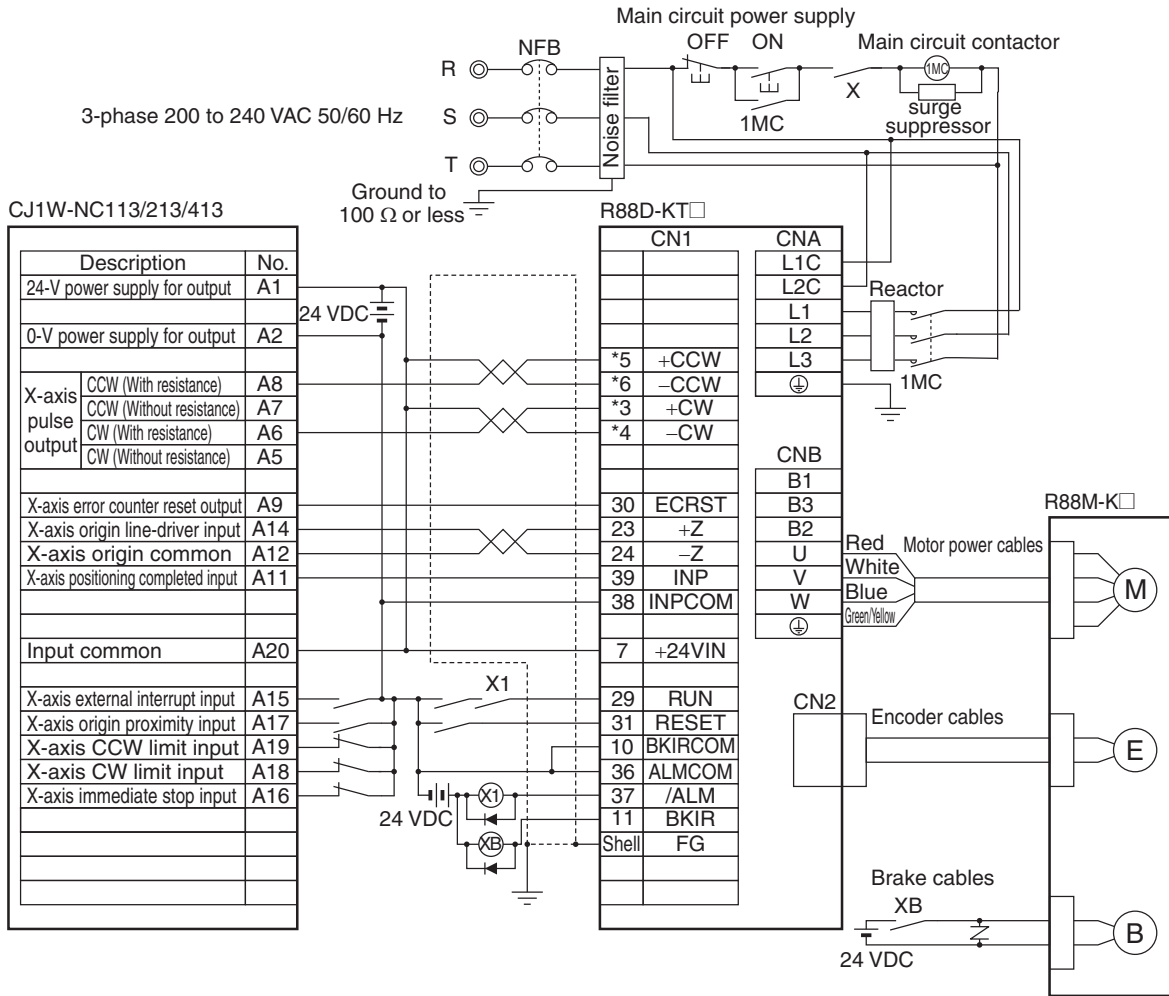 Main circuit power supply
OFF ON
Main circuit contactor
NFB
R
1MC
Noise filter
X
surge
suppressor
3-phase 200 to 240 VAC 50/60 Hz
S
1MC
T
Ground to
100 Ω or less
CJ1W-NC113/213/413
R88D-KT□
Description No.
24-V power supply for output A1
24 VDC
0-V power supply for output A2
X-axis pulse output
CCW (With resistance) A8
CCW (Without resistance) A7
CW (With resistance) A6
CW (Without resistance) A5
X-axis error counter reset output A9
X-axis origin line-driver input A14
X-axis origin common A12
X-axis positioning completed input A11
Input common A20
X-axis external interrupt input A15
X-axis origin proximity input A17
X-axis CCW limit input A19
X-axis CW limit input A18
X-axis immediate stop input A16
X1
24 VDC
X1
XB
CN1
*5 +CCW
*6 −CCW
*3 +CW
*4 −CW
30 ECRST
23 +Z
24 −Z
39 INP
38 INPCOM
7 +24VIN
29 RUN
31 RESET
10 BKIRCOM
36 ALMCOM
37 /ALM
11 BKIR
Shell FG
CNA
L1C
L2C
L1
L2
L3
Reactor
1MC
CNB
B1
B3
B2
U
V
W
Red
White
Blue
Green/Yellow
Motor power cables
R88M-K□
M
CN2
Encoder cables
E
Brake cables
XB
24 VDC
B